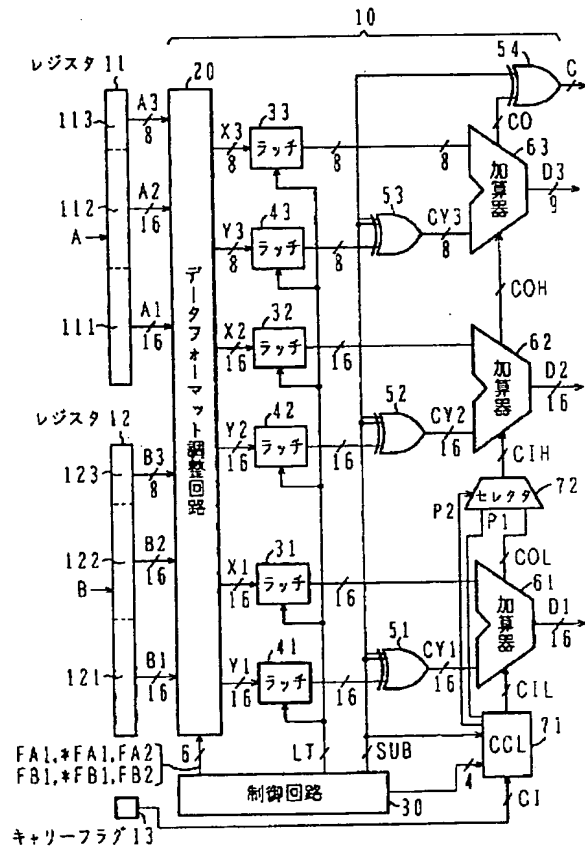 10
レジスタ 11
20
54
C
113
A3
8
X3
8
33
ラッチ
8
8
CO
63
加算器
D3
9
112
A2
16
A
Y3
8
43
ラッチ
8
53
CY3
8
111
A1
16
データフォーマット調整回路
X2
16
32
ラッチ
16
COH
62
加算器
D2
16
レジスタ 12
Y2
16
42
ラッチ
16
52
CY2
16
CIH
123
B3
8
P2
セレクタ
72
P1
122
B2
16
B
X1
16
31
ラッチ
16
COL
61
加算器
D1
16
121
B1
16
Y1
16
41
ラッチ
16
51
CY1
16
CIL
FA1,*FA1,FA2
FB1,*FB1,FB2
6
LT
SUB
CCL
71
制御回路
30
4
CI
キャリーフラグ 13